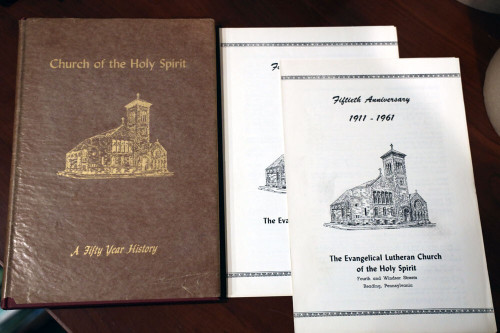 Church of the Holy Spirit
A Fifty Year History
Fi
19
The Eva
Fiftieth Anniversary
1911 - 1961
The Evangelical Lutheran Church
of the Holy Spirit
Fourth and Windsor Streets
Reading, Pennsylvania